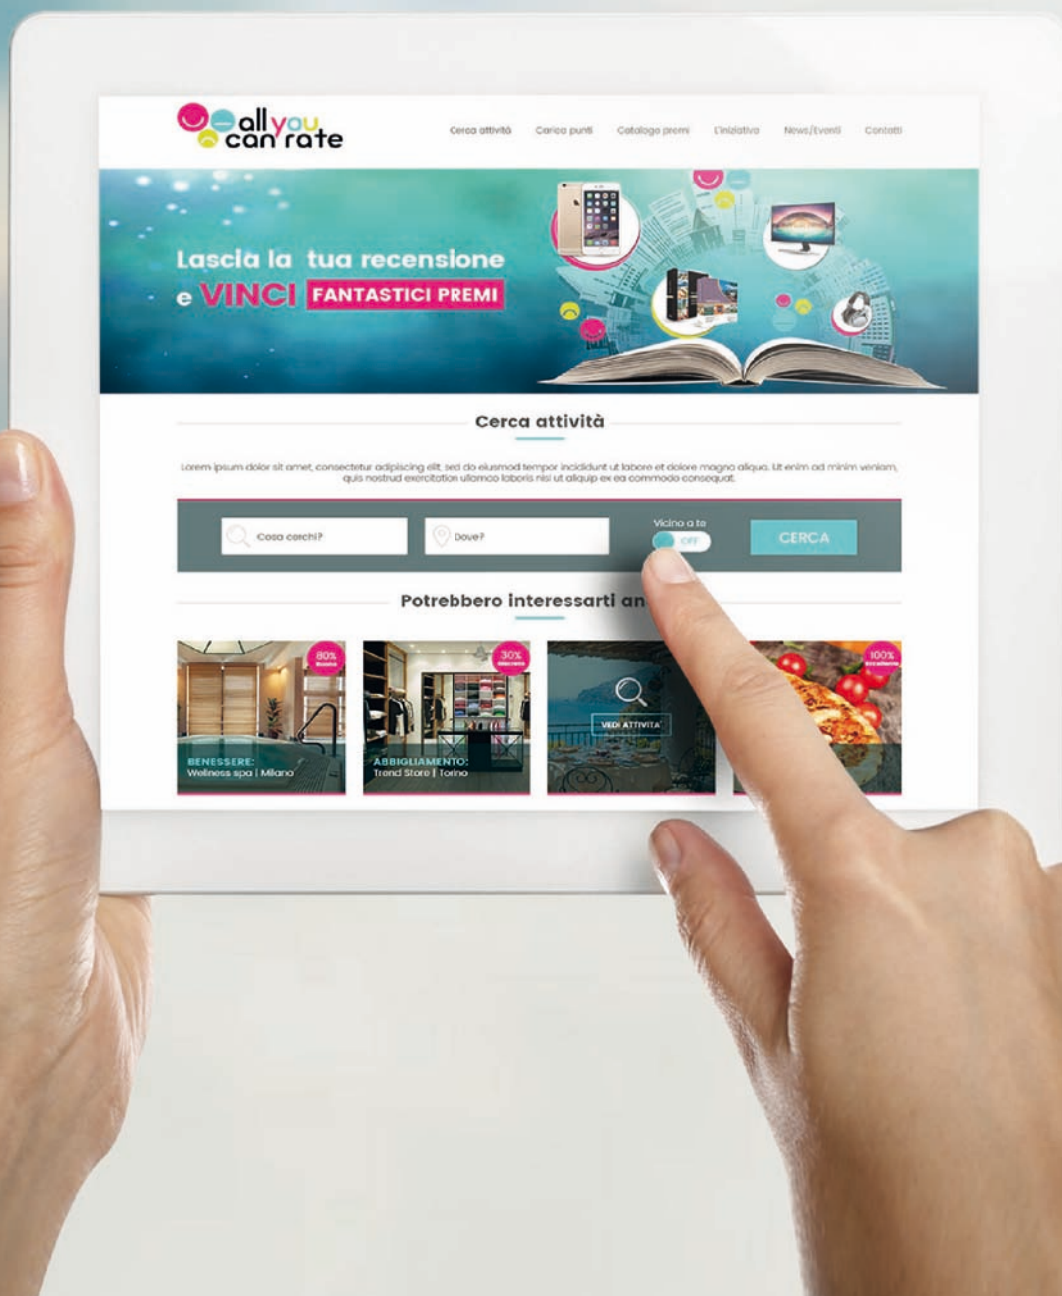 all you
can rate
Cerca attività Carica punti Catalogo premi L'iniziativa News/Eventi Contatti
Lascia la tua recensione
e VINCI FANTASTICI PREMI
Cerca attività
Lorem ipsum dolor sit amet, consectetur adipiscing elit, sed do eiusmod tempor incididunt ut labore et dolore magna aliqua. Ut enim ad minim veniam,
quis nostrud exercitation ullamco laboris nisi ut aliquip ex ea commodo consequat.
Cosa cerchi?
Dove?
Vicino a te
OFF
CERCA
Potrebbero interessarti an
80%
30%
100%
VEDI ATTIVITA'
BENESSERE:
Wellness spa | Milano
ABBIGLIAMENTO:
Trend Store | Torino